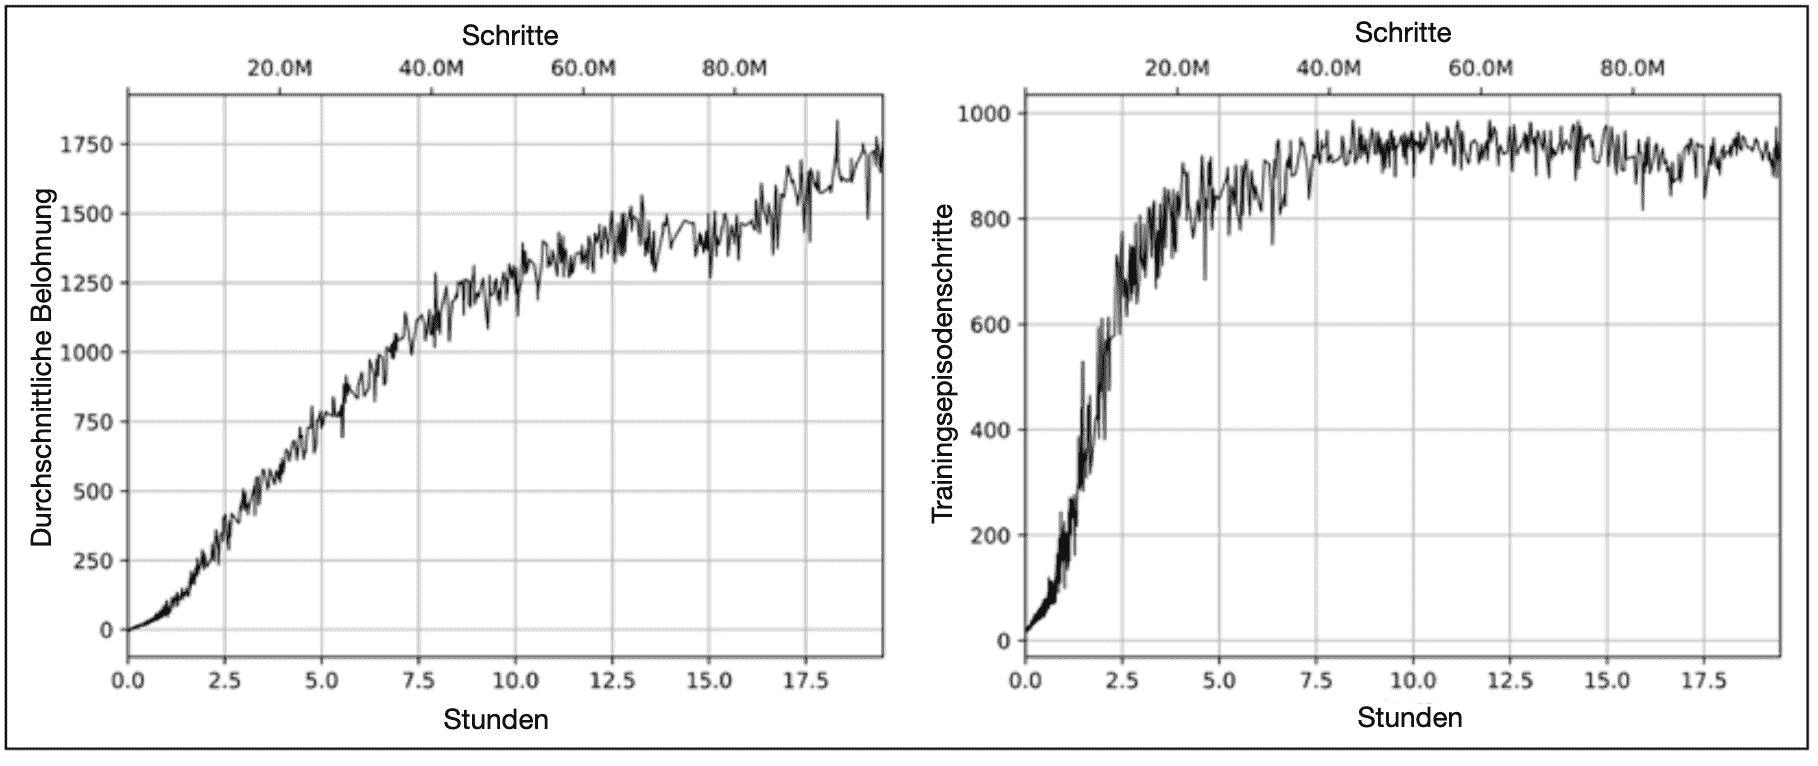 Schritte
20.0M 40.0M 60.0M 80.0M
Durchschnittliche Belohnung
1750
1500
1250
1000
750
500
250
0
0.0 2.5 5.0 7.5 10.0 12.5 15.0 17.5
Stunden
Schritte
20.0M 40.0M 60.0M 80.0M
Trainingsepisodenschritte
1000
800
600
400
200
0
0.0 2.5 5.0 7.5 10.0 12.5 15.0 17.5
Stunden